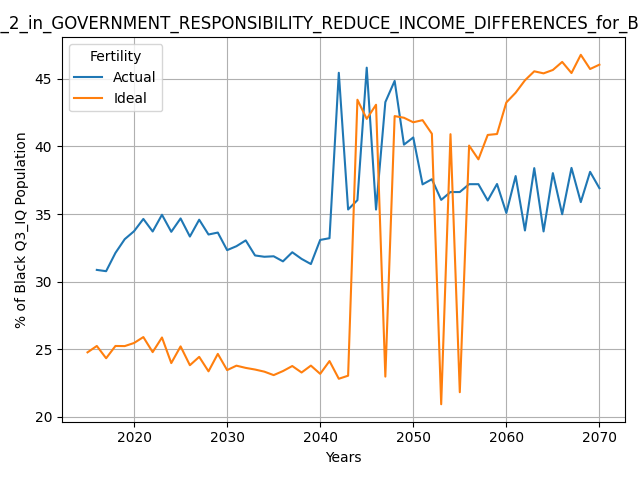 _2_in_GOVERNMENT_RESPONSIBILITY_REDUCE_INCOME_DIFFERENCES_for_B
Fertility
Actual
Ideal
% of Black Q3_IQ Population
45
40
35
30
25
20
2020
2030
2040
2050
2060
2070
Years